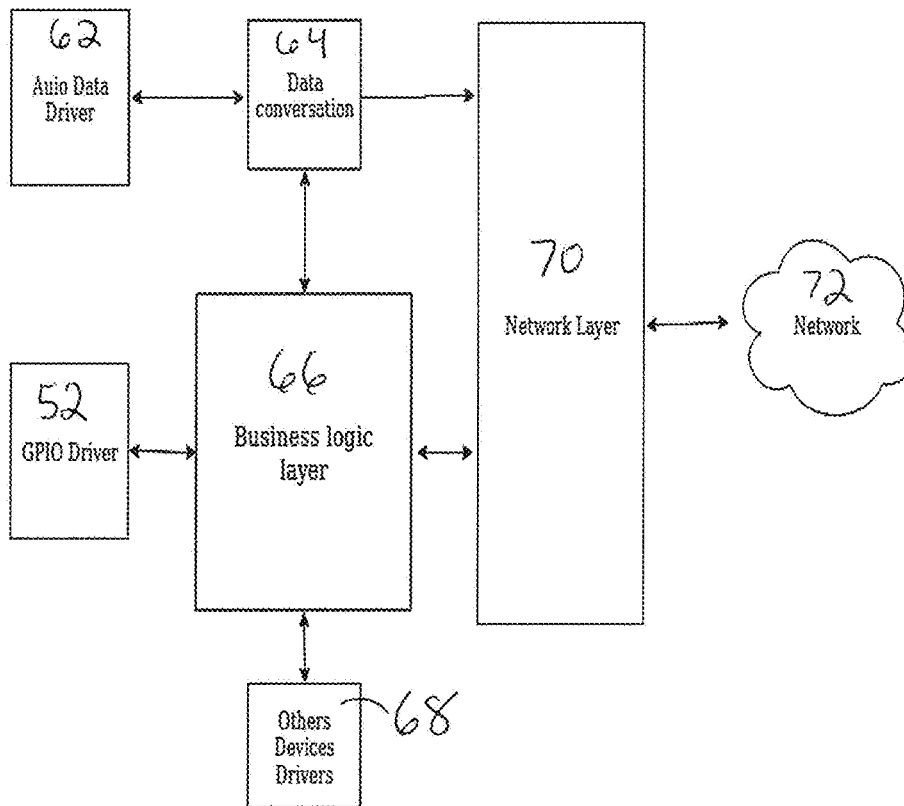 62
Auio Data
Driver
64
Data
conversation
70
Network Layer
72
Network
52
GPIO Driver
66
Business logic
layer
68
Others
Devices
Drivers